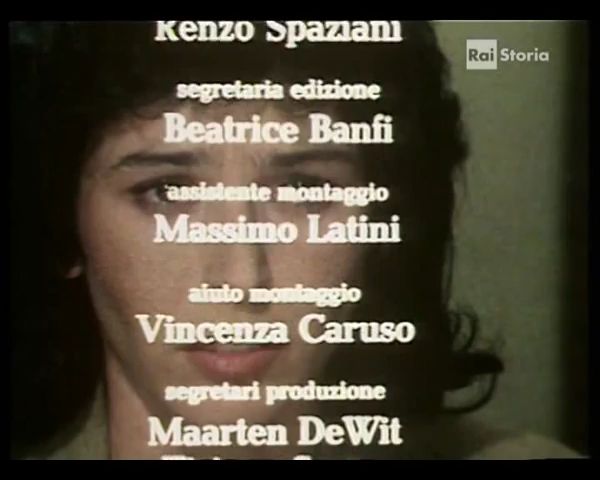 Renzo Spaziani
Rai Storia
segretaria edizione
Beatrice Banfi
assistente montaggio
Massimo Latini
aiuto montaggio
Vincenza Caruso
segretari produzione
Maarten DeWit